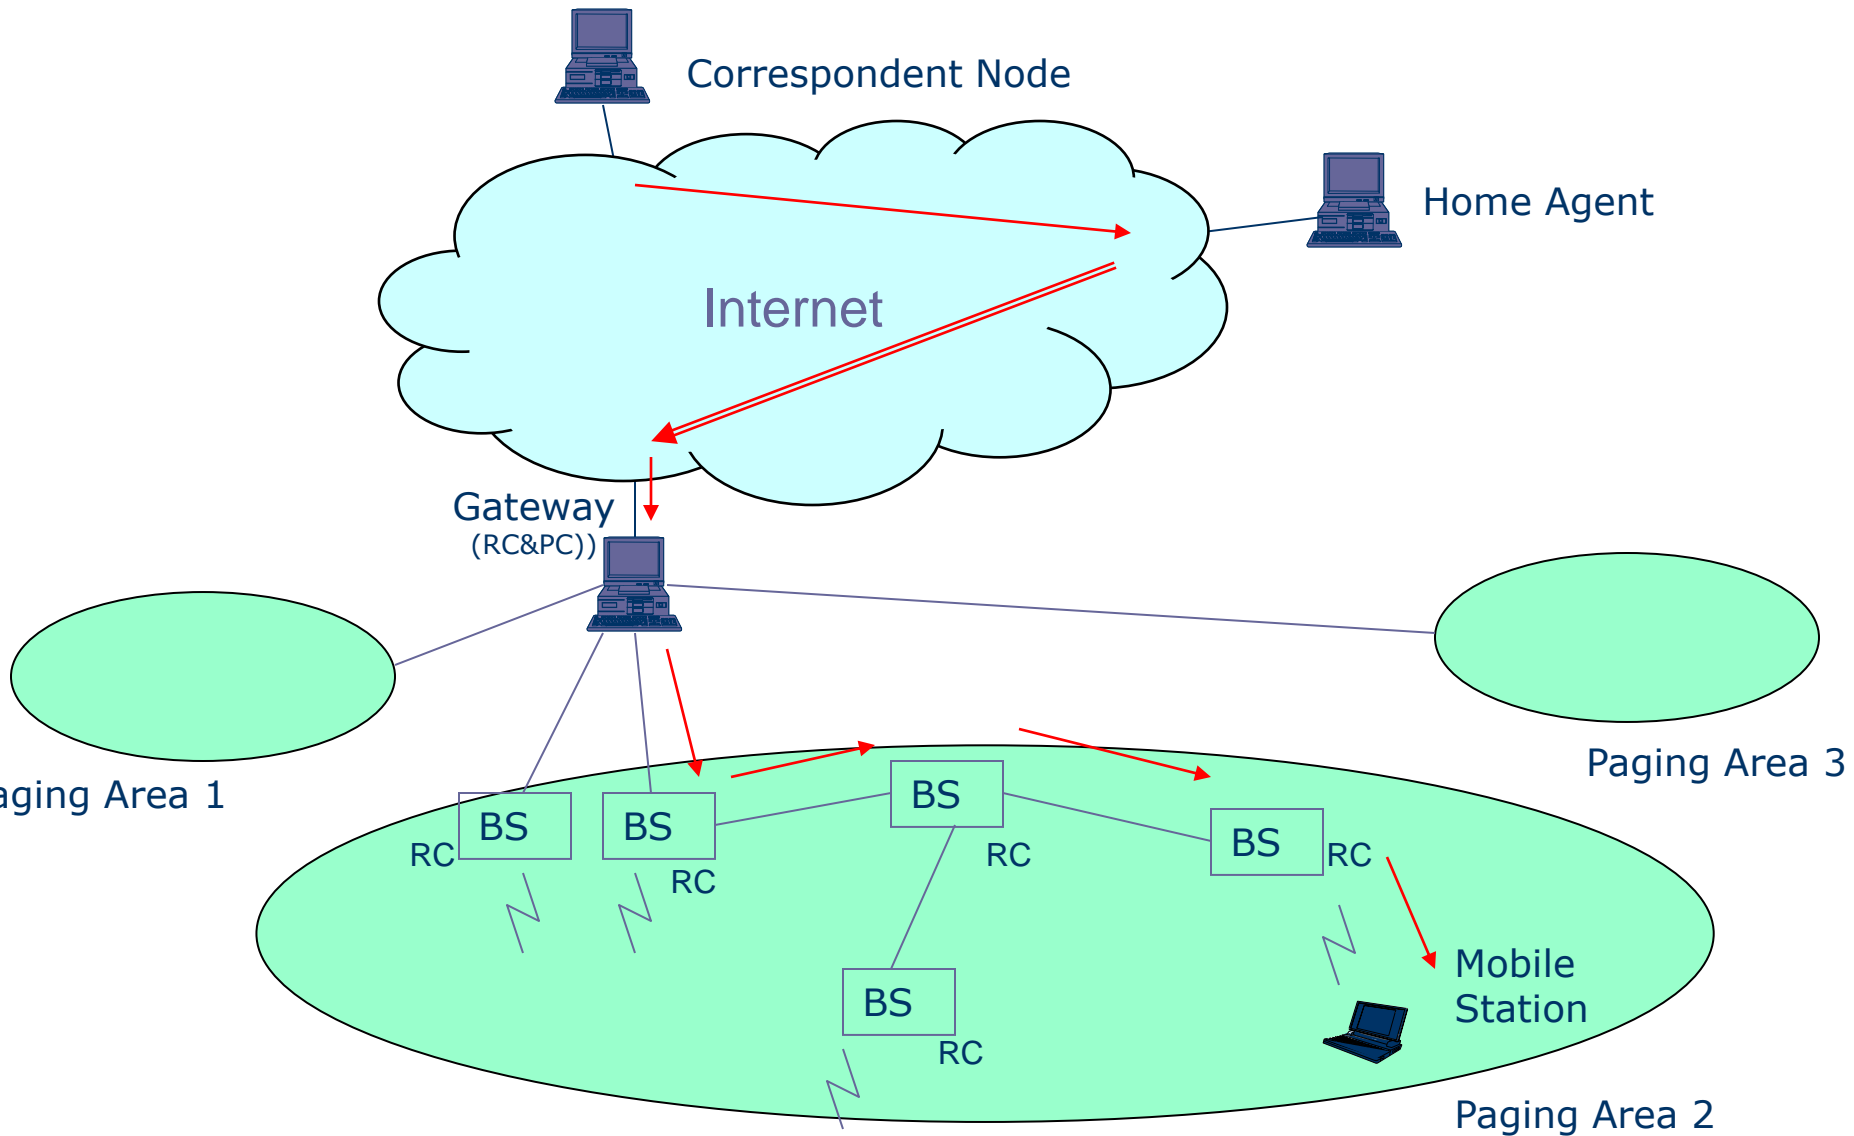 Correspondent Node
Home Agent
Internet
Gateway
(RC&PC))
Paging Area 3
aging Area 1
BS
BS
BS
BS
RC
RC
RC
RC
Mobile
Station
BS
RC
Paging Area 2